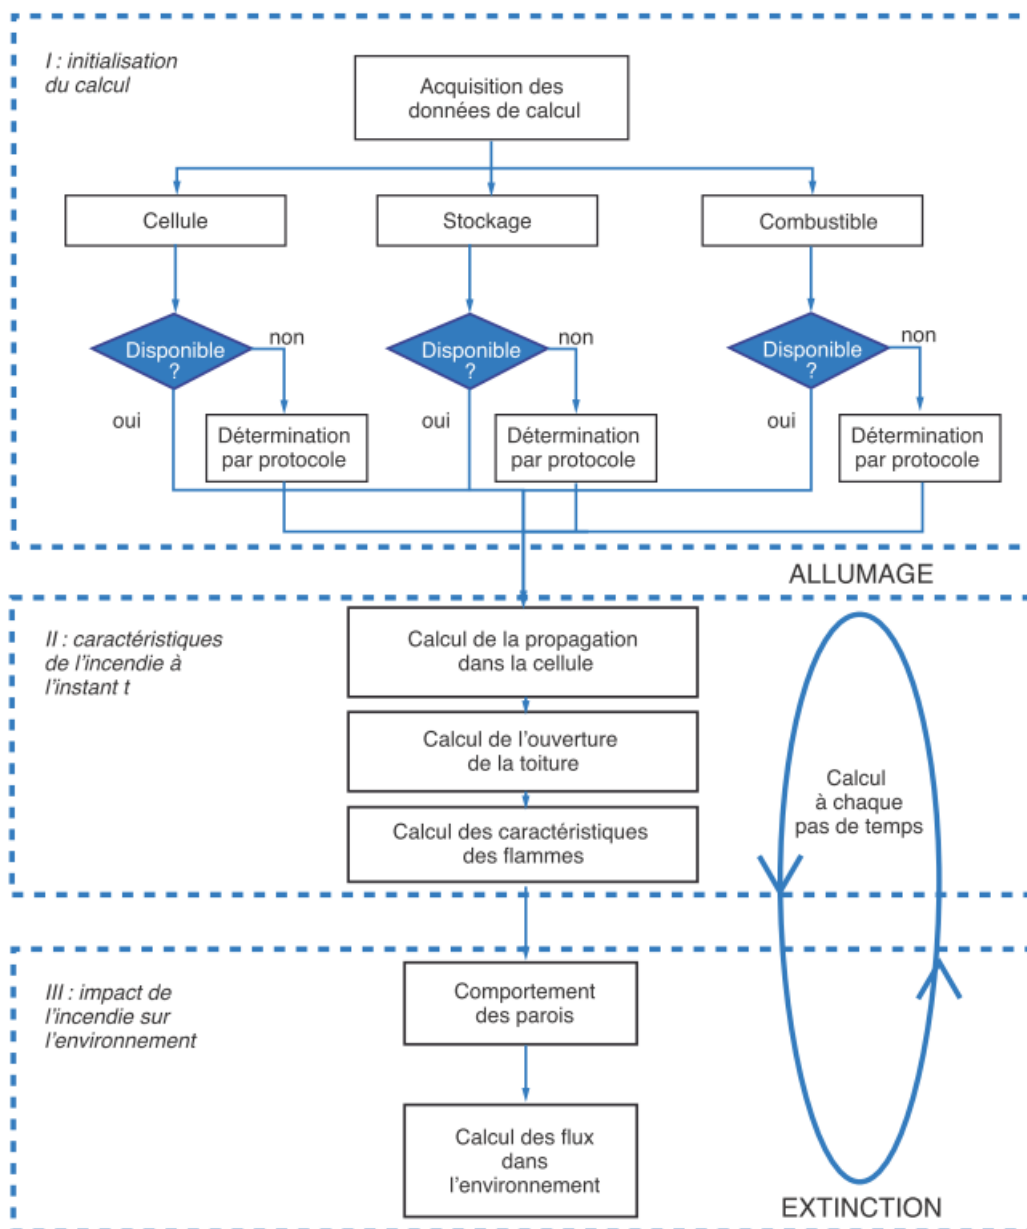 I : initialisation
du calcul
Acquisition des
données de calcul
Cellule
Stockage
Combustible
Disponible
?
non
oui
Détermination
par protocole
Disponible
?
non
oui
Détermination
par protocole
Disponible
?
non
oui
Détermination
par protocole
ALLUMAGE
II : caractéristiques
de l’incendie à
l’instant t
Calcul de la propagation
dans la cellule
Calcul de l’ouverture
de la toiture
Calcul des caractéristiques
des flammes
Calcul
à chaque
pas de temps
III : impact de
l’incendie sur
l’environnement
Comportement
des parois
Calcul des flux
dans
l’environnement
EXTINCTION